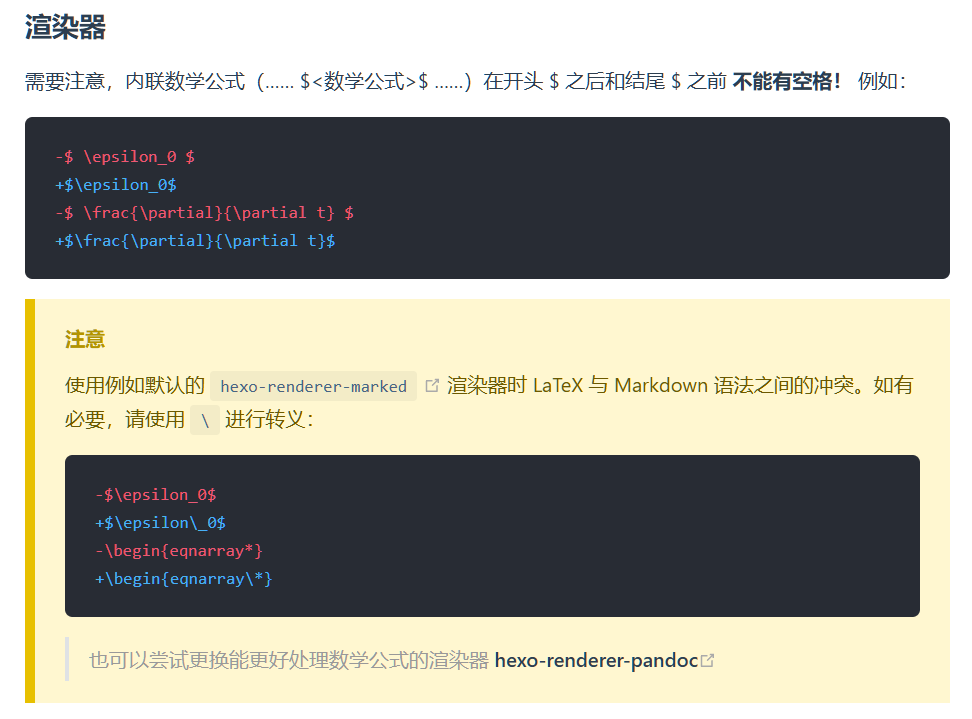 渲染器
需要注意，内联数学公式（...... $<数学公式>$ ......）在开头 $ 之后和结尾 $ 之前 不能有空格！ 例如：
-$ \epsilon_0 $
+$\epsilon_0$
-$ \frac{\partial}{\partial t} $
+$\frac{\partial}{\partial t}$
注意
使用例如默认的 hexo-renderer-marked 渲染器时 LaTeX 与 Markdown 语法之间的冲突。如有
必要，请使用 \ 进行转义：
-$\epsilon_0$
+$\epsilon\_0$
-\begin{eqnarray*}
+\begin{eqnarray\*}
也可以尝试更换能更好处理数学公式的渲染器 hexo-renderer-pandoc